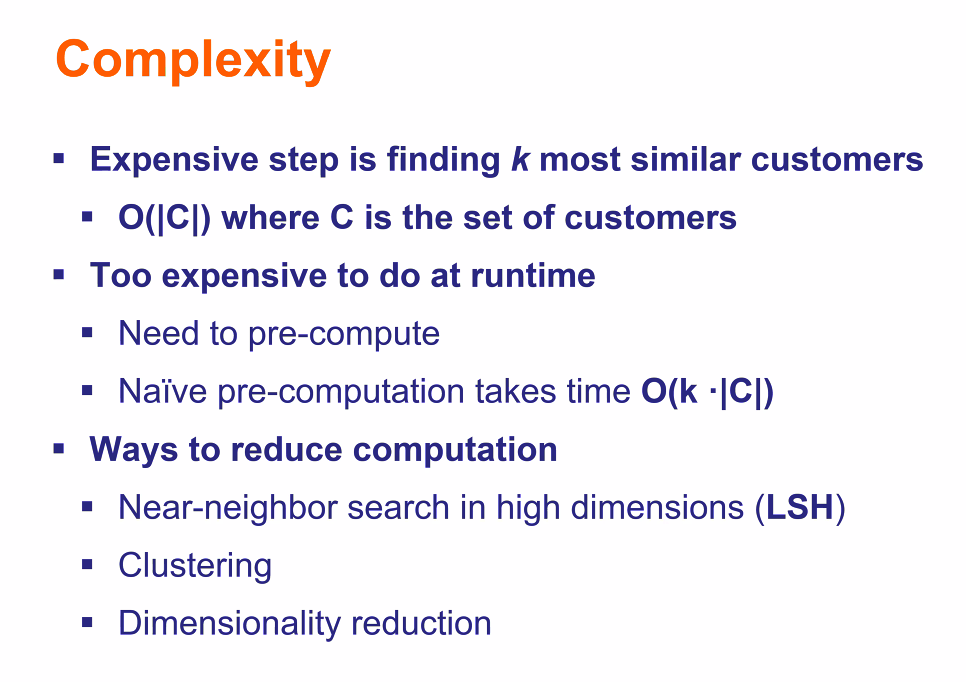 Complexity
▪ Expensive step is finding k most similar customers
▪ O(|C|) where C is the set of customers
▪ Too expensive to do at runtime
▪ Need to pre-compute
▪ Naïve pre-computation takes time O(k ·|C|)
▪ Ways to reduce computation
▪ Near-neighbor search in high dimensions (LSH)
▪ Clustering
▪ Dimensionality reduction